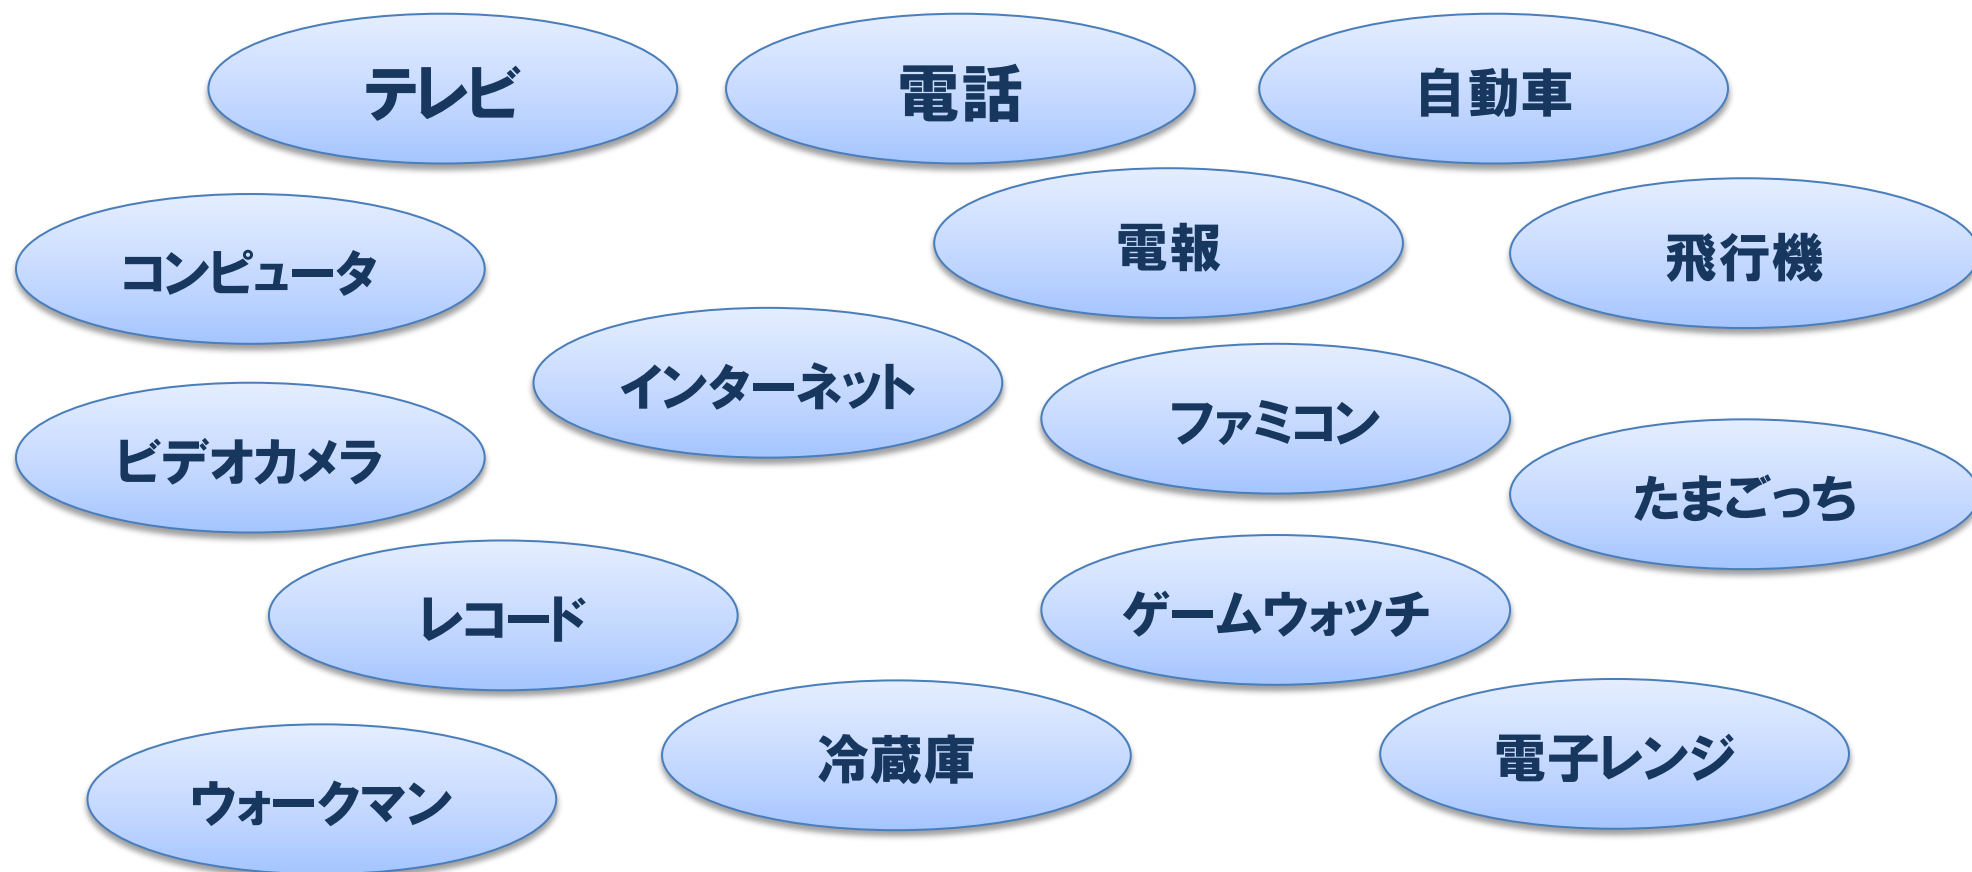 テレビ
電話
自動車
電報
飛行機
コンピュータ
インターネット
ファミコン
ビデオカメラ
たまごっち
レコード
ゲームウォッチ
冷蔵庫
電子レンジ
ウォークマン